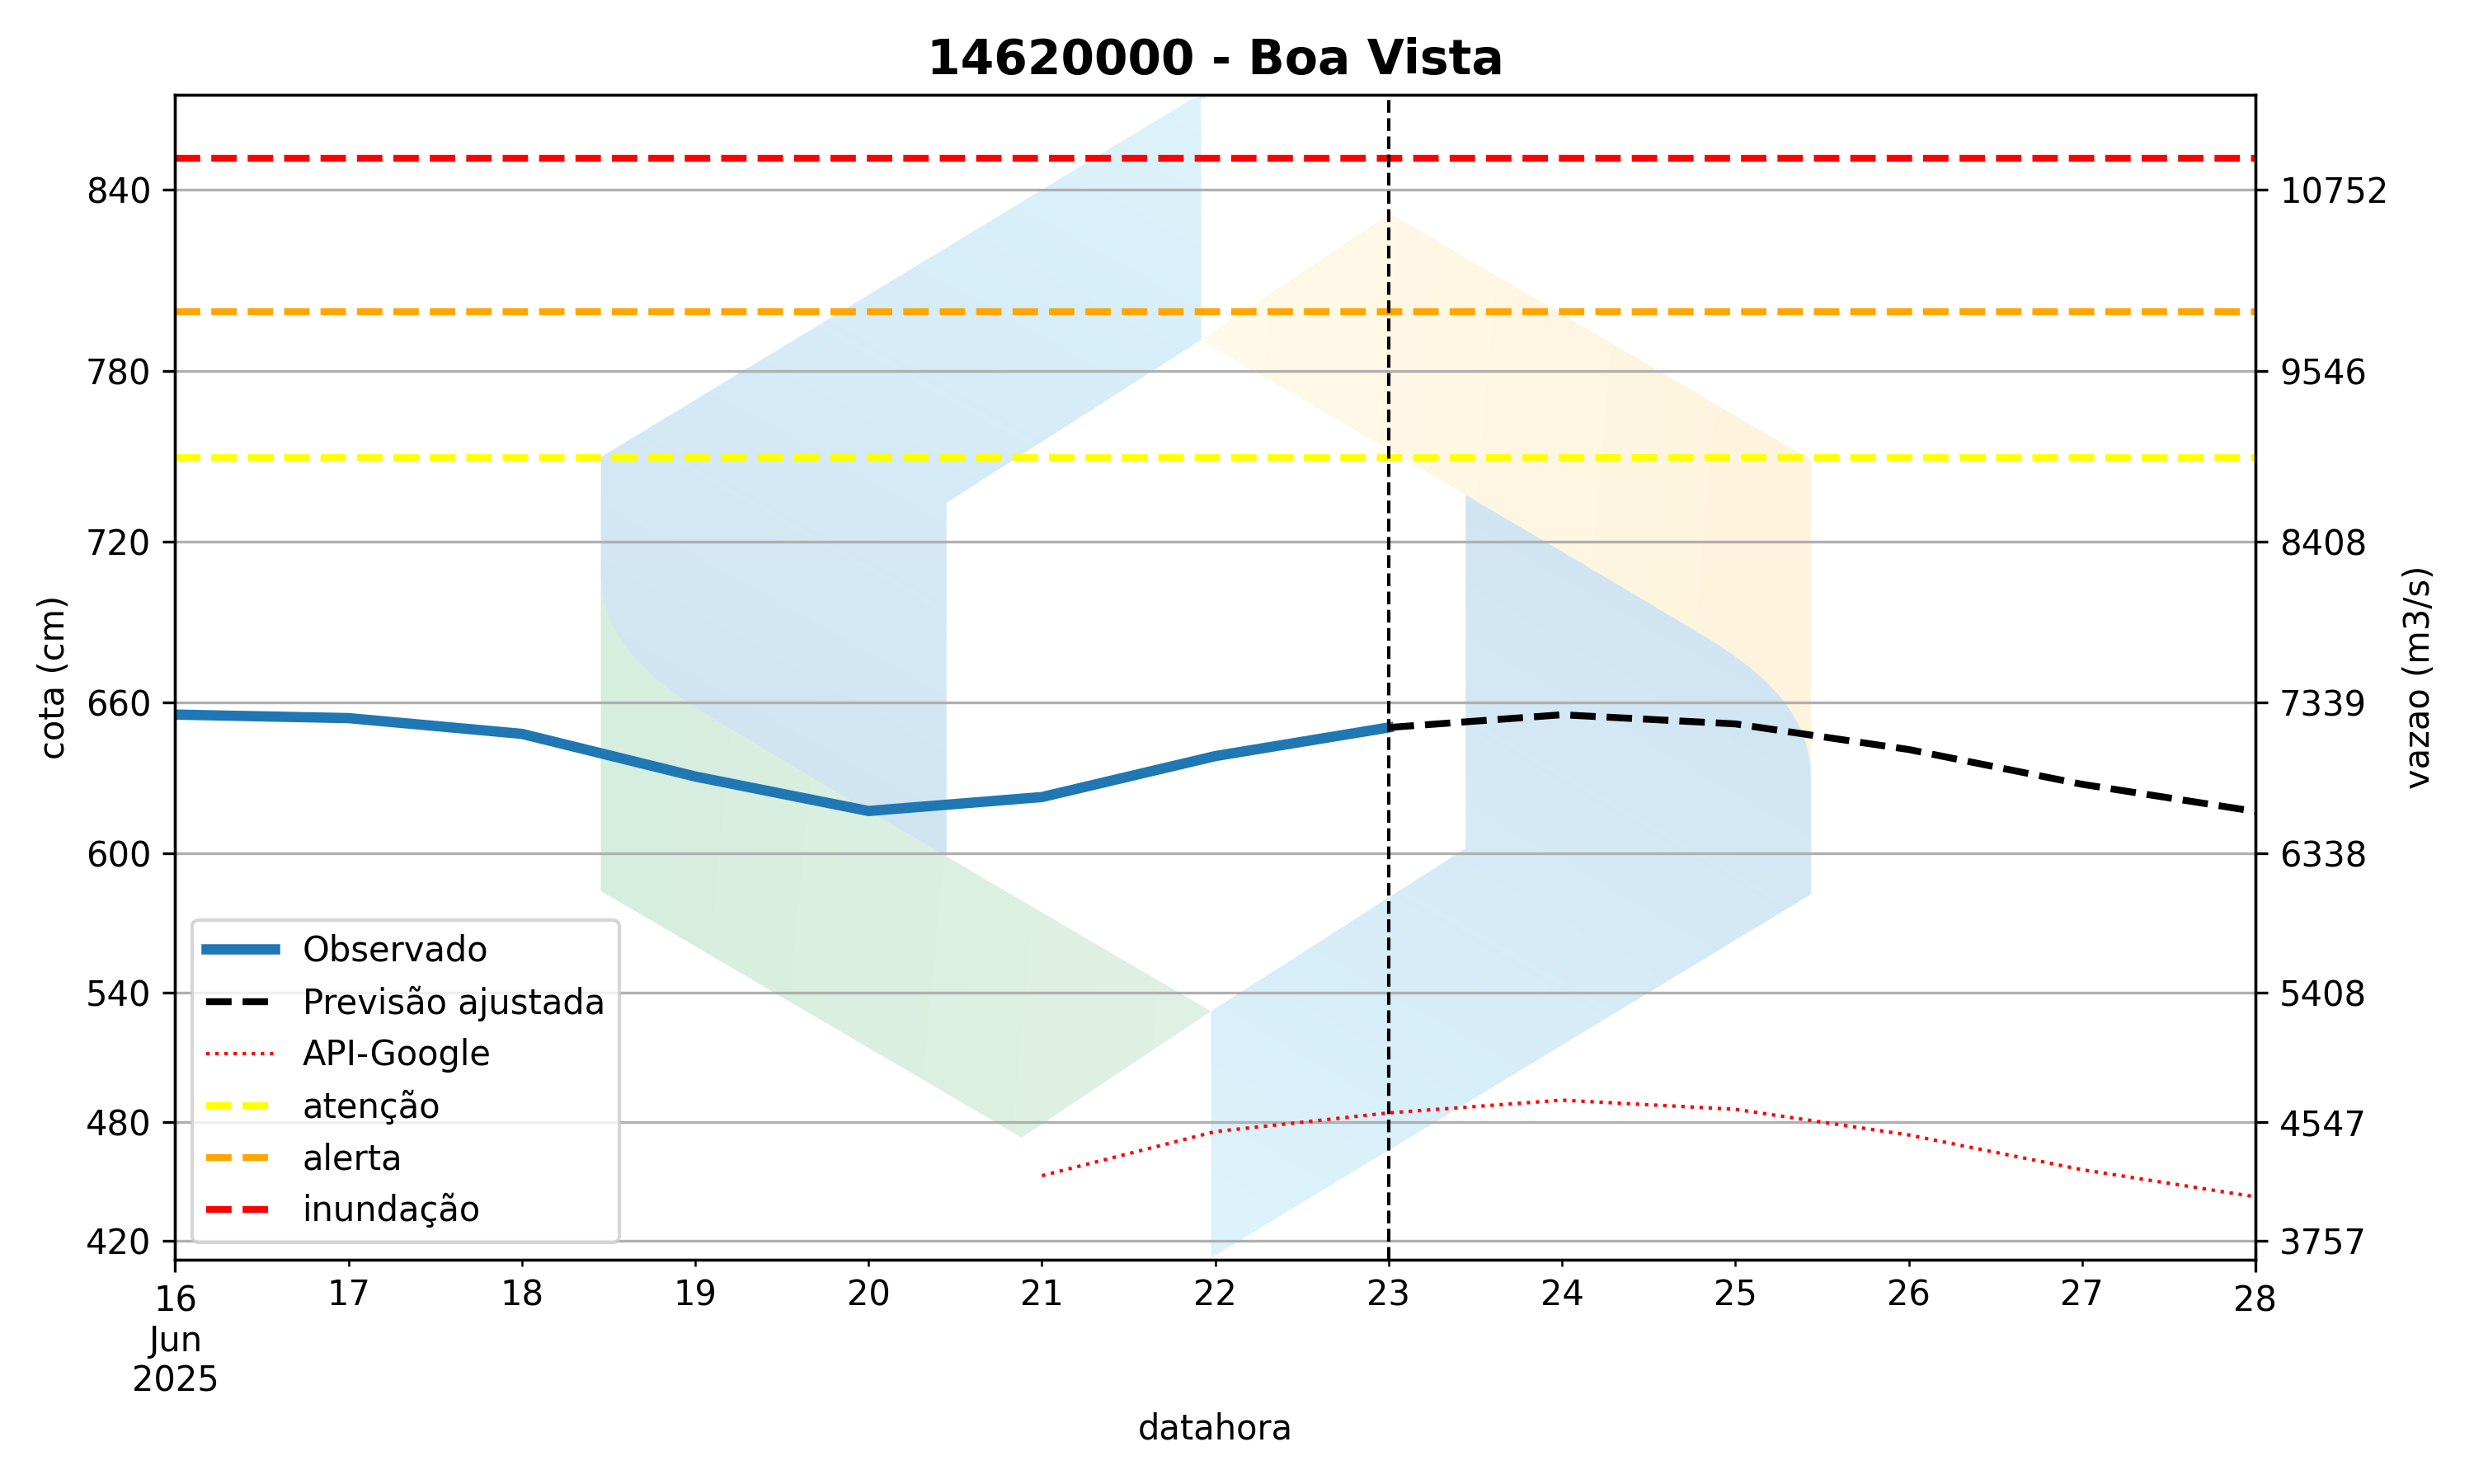 14620000 - Boa Vista
840
780
720
660
600
540
480
420
cota (cm)
10752
9546
8408
7339
6338
5408
4547
3757
vazao (m3/s)
Observado
Previsão ajustada
API-Google
atenção
alerta
inundação
16 17 18 19 20 21 22 23 24 25 26 27 28
Jun
2025
datahora